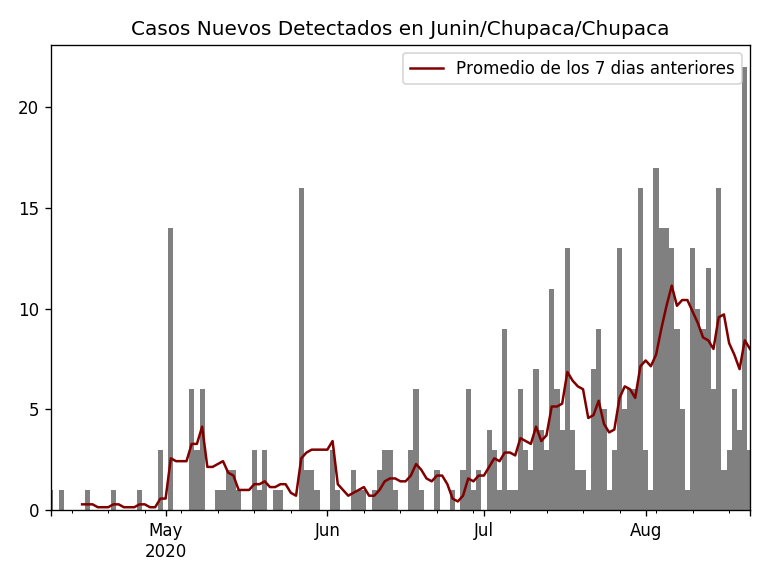 Casos Nuevos Detectados en Junin/Chupaca/Chupaca
Promedio de los 7 dias anteriores
20
15
10
5
0
May
2020
Jun
Jul
Aug